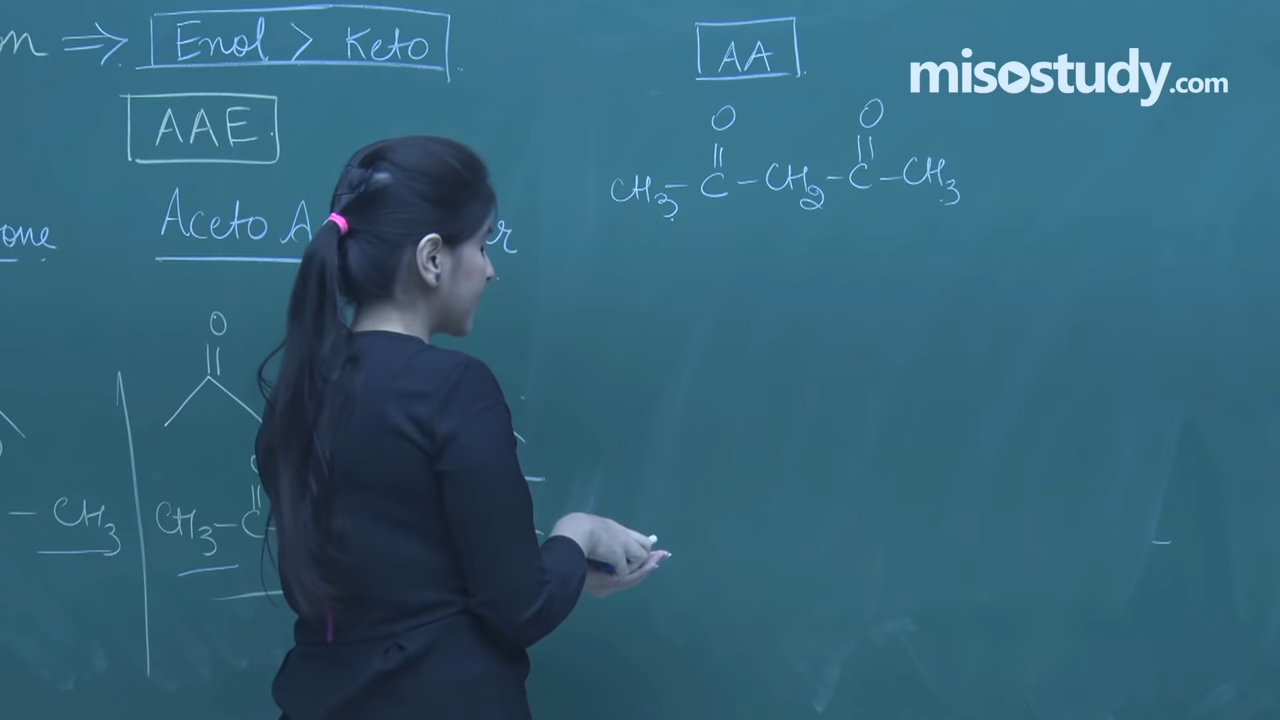 m ⇒ Enol > Keto
AAE
one
Aceto A
O
||
CH3 – C –
– CH3
AA
O O
|| ||
CH3 – C – CH2 – C – CH3
misostudy.com